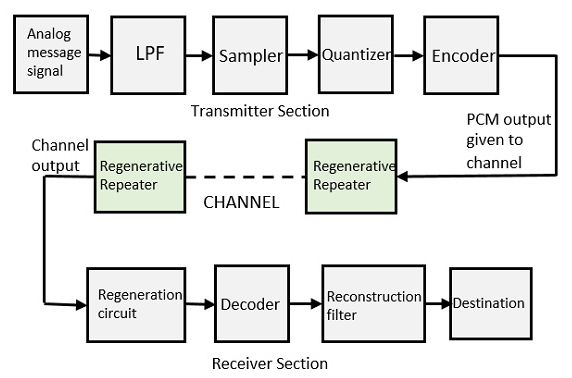 Analog
message
signal
LPF
Sampler
Quantizer
Encoder
Transmitter Section
PCM output
given to
channel
Channel
output
Regenerative
Repeater
CHANNEL
Regenerative
Repeater
Regeneration
circuit
Decoder
Reconstruction
filter
Destination
Receiver Section